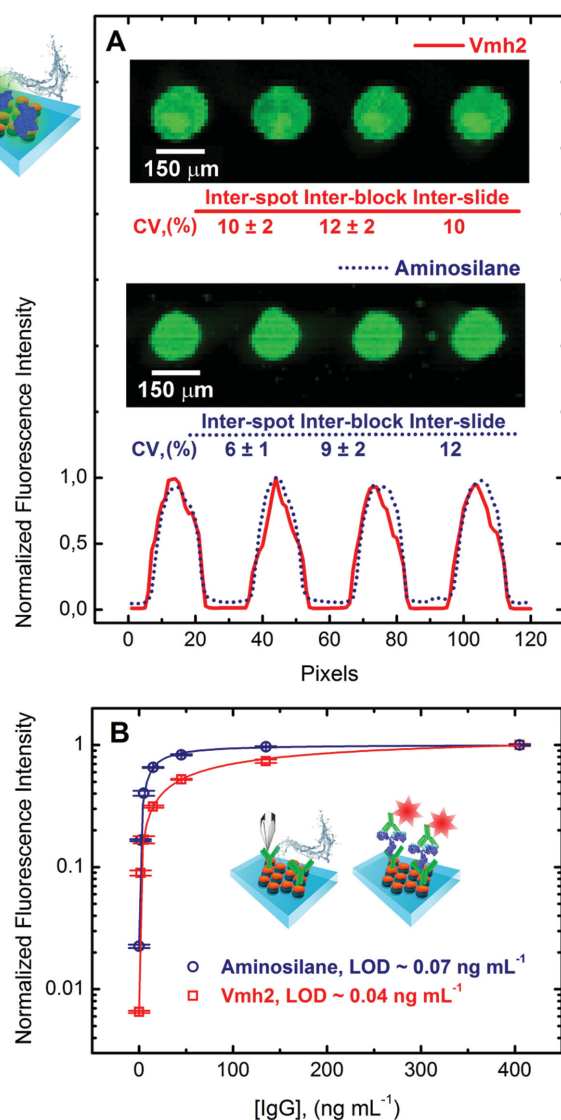 A
Vmh2
150 μm
Inter-spot Inter-block Inter-slide
CV,(%) 10 ± 2 12 ± 2 10
Aminosilane
150 μm
Inter-spot Inter-block Inter-slide
CV,(%) 6 ± 1 9 ± 2 12
Normalized Fluorescence Intensity
1,0
0,5
0,0
0 20 40 60 80 100 120
Pixels
B
Normalized Fluorescence Intensity
1
0.1
0.01
Aminosilane, LOD ~ 0.07 ng mL⁻¹
Vmh2, LOD ~ 0.04 ng mL⁻¹
0 100 200 300 400
[IgG], (ng mL⁻¹)